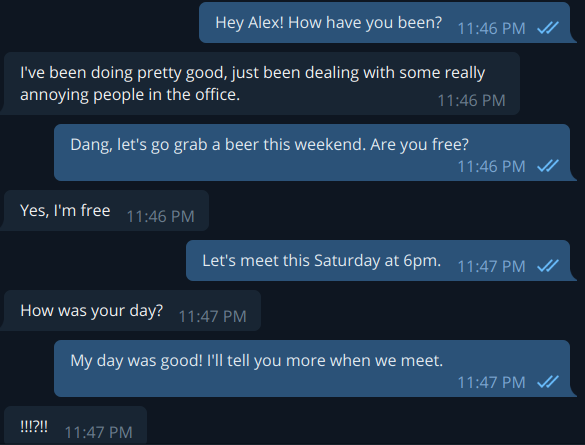 Hey Alex! How have you been? 11:46 PM
I've been doing pretty good, just been dealing with some really
annoying people in the office. 11:46 PM
Dang, let's go grab a beer this weekend. Are you free?
11:46 PM
Yes, I'm free 11:46 PM
Let's meet this Saturday at 6pm. 11:47 PM
How was your day? 11:47 PM
My day was good! I'll tell you more when we meet.
11:47 PM
!!!?!! 11:47 PM